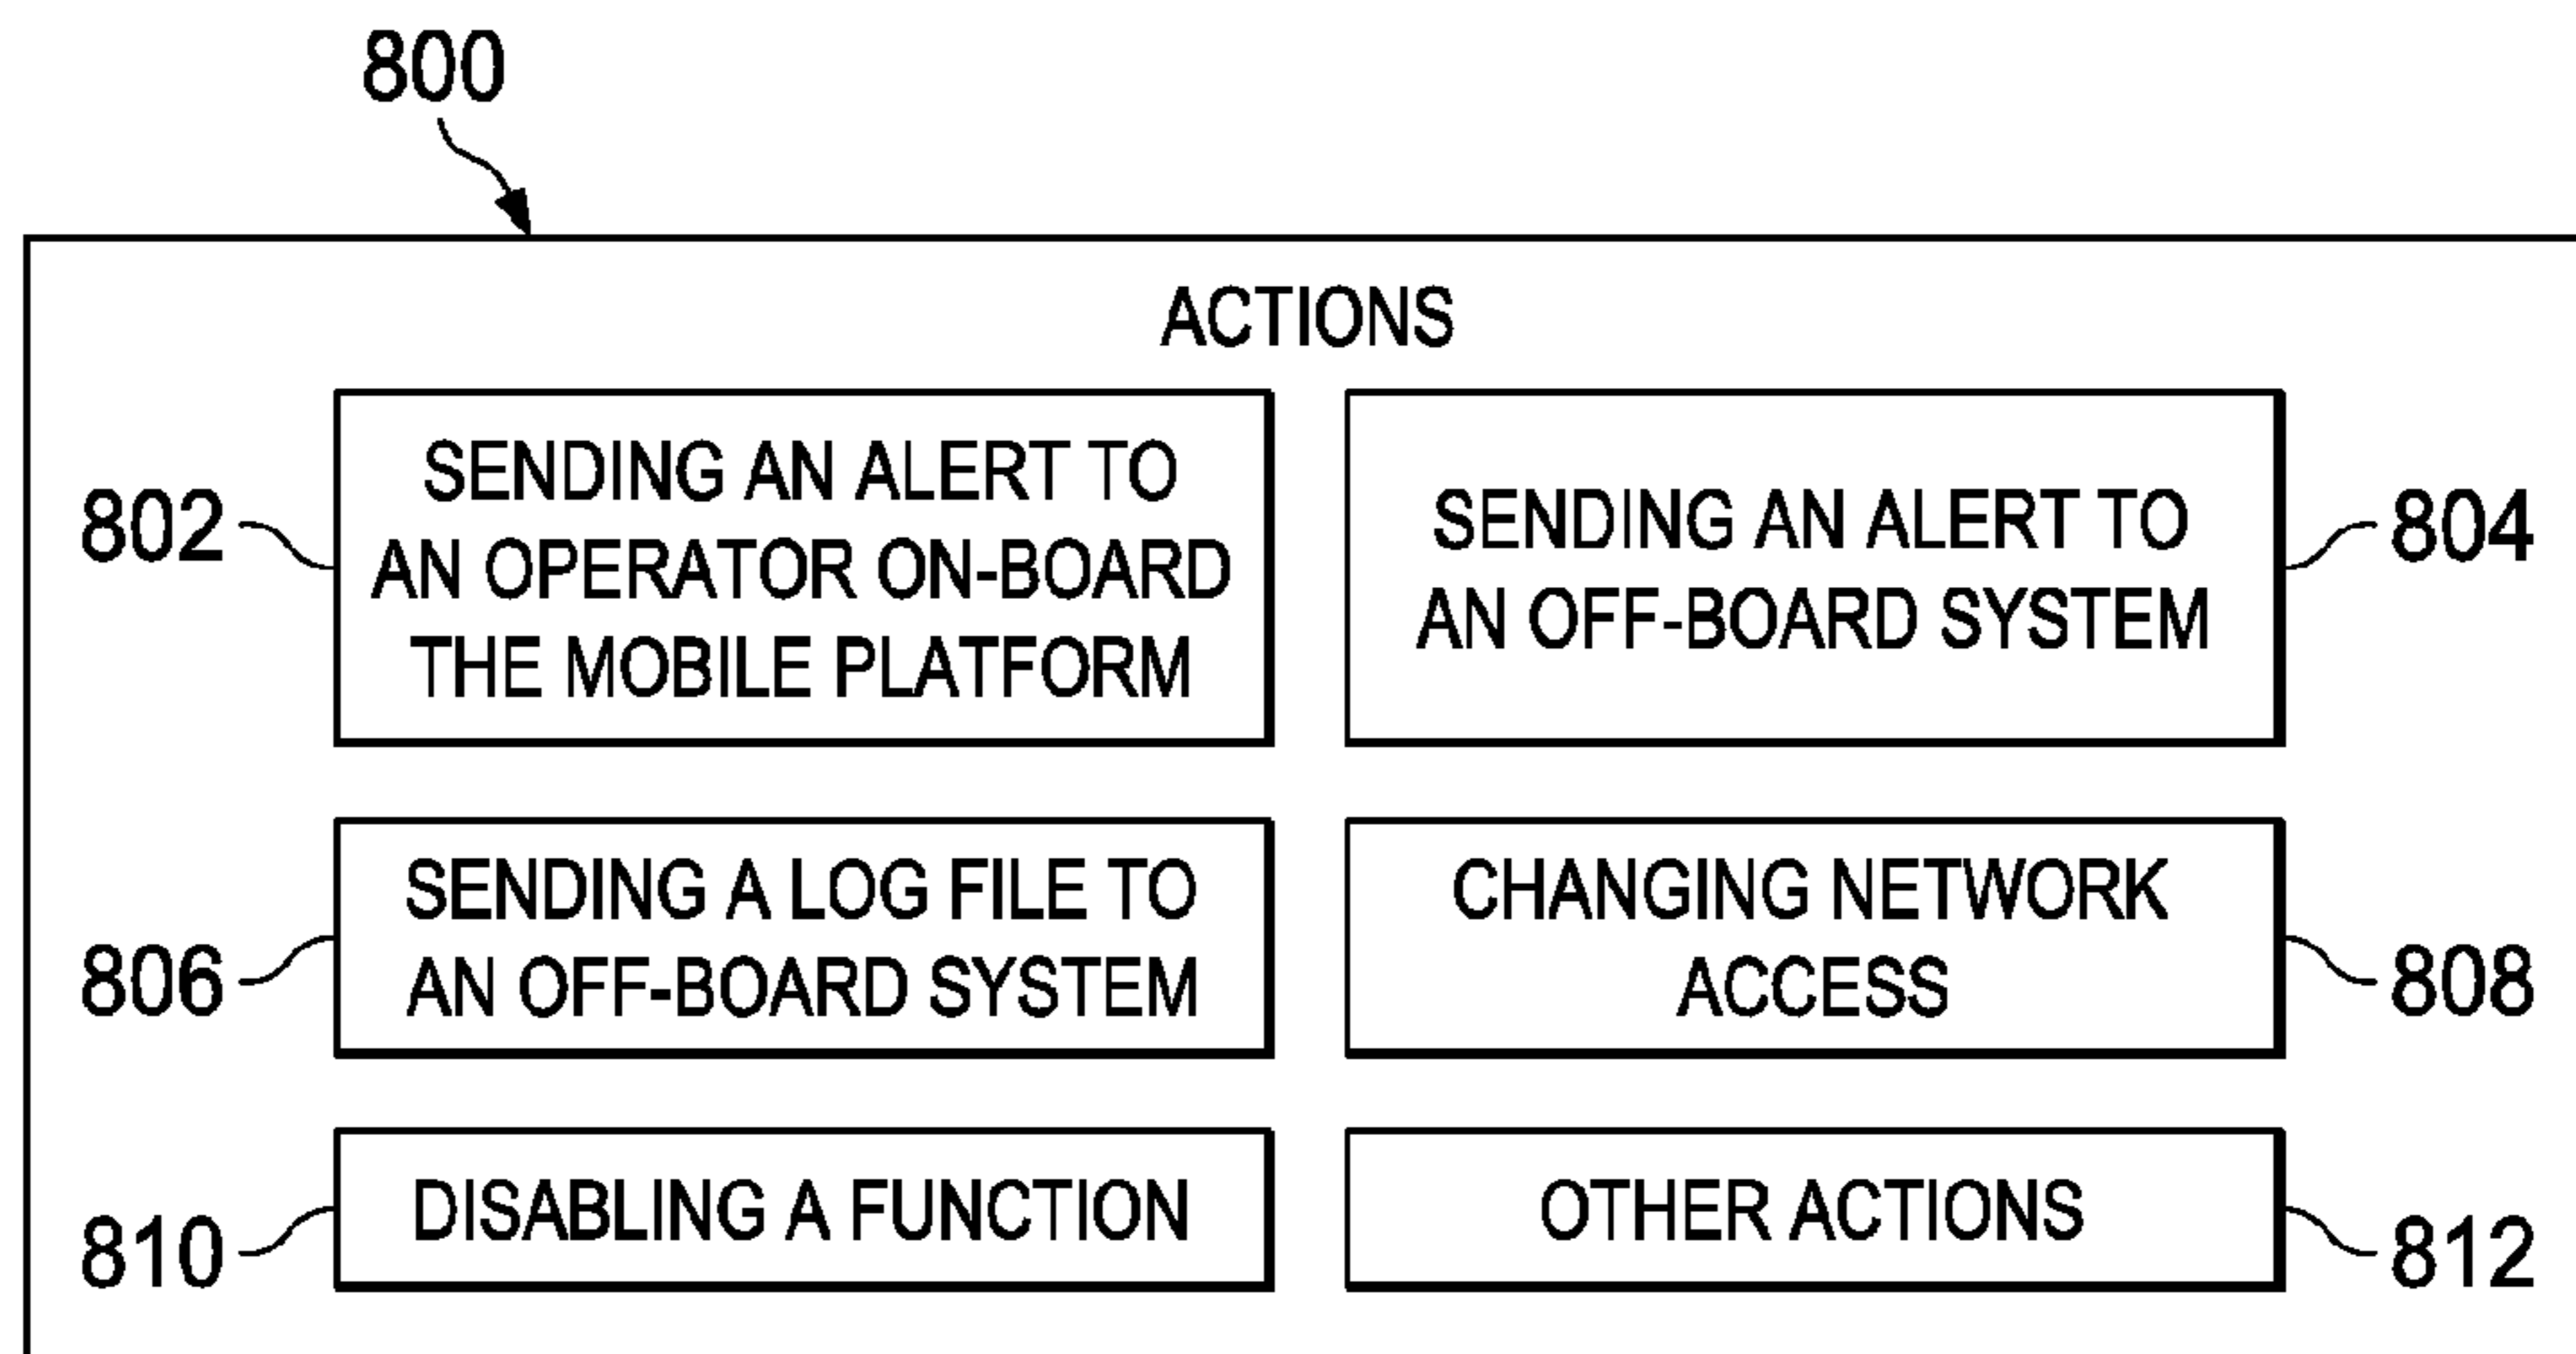 800
ACTIONS
802
SENDING AN ALERT TO
AN OPERATOR ON-BOARD
THE MOBILE PLATFORM
SENDING AN ALERT TO
AN OFF-BOARD SYSTEM
804
806
SENDING A LOG FILE TO
AN OFF-BOARD SYSTEM
CHANGING NETWORK
ACCESS
808
810
DISABLING A FUNCTION
OTHER ACTIONS
812